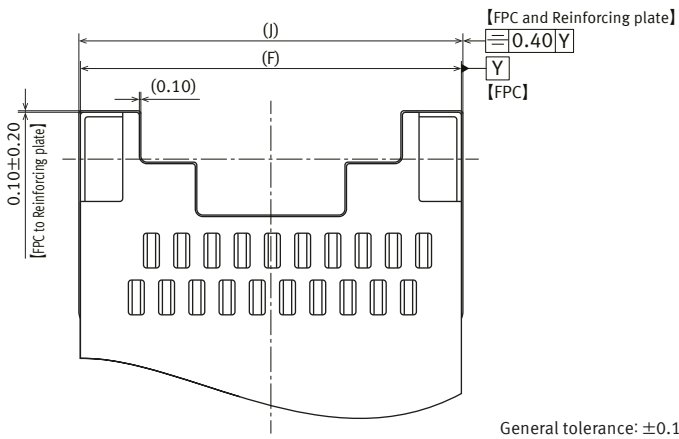 (J)
【FPC and Reinforcing plate】
⌯ 0.40 Y
(F)
Y
【FPC】
(0.10)
0.10±0.20
【FPC to Reinforcing plate】
General tolerance: ±0.1